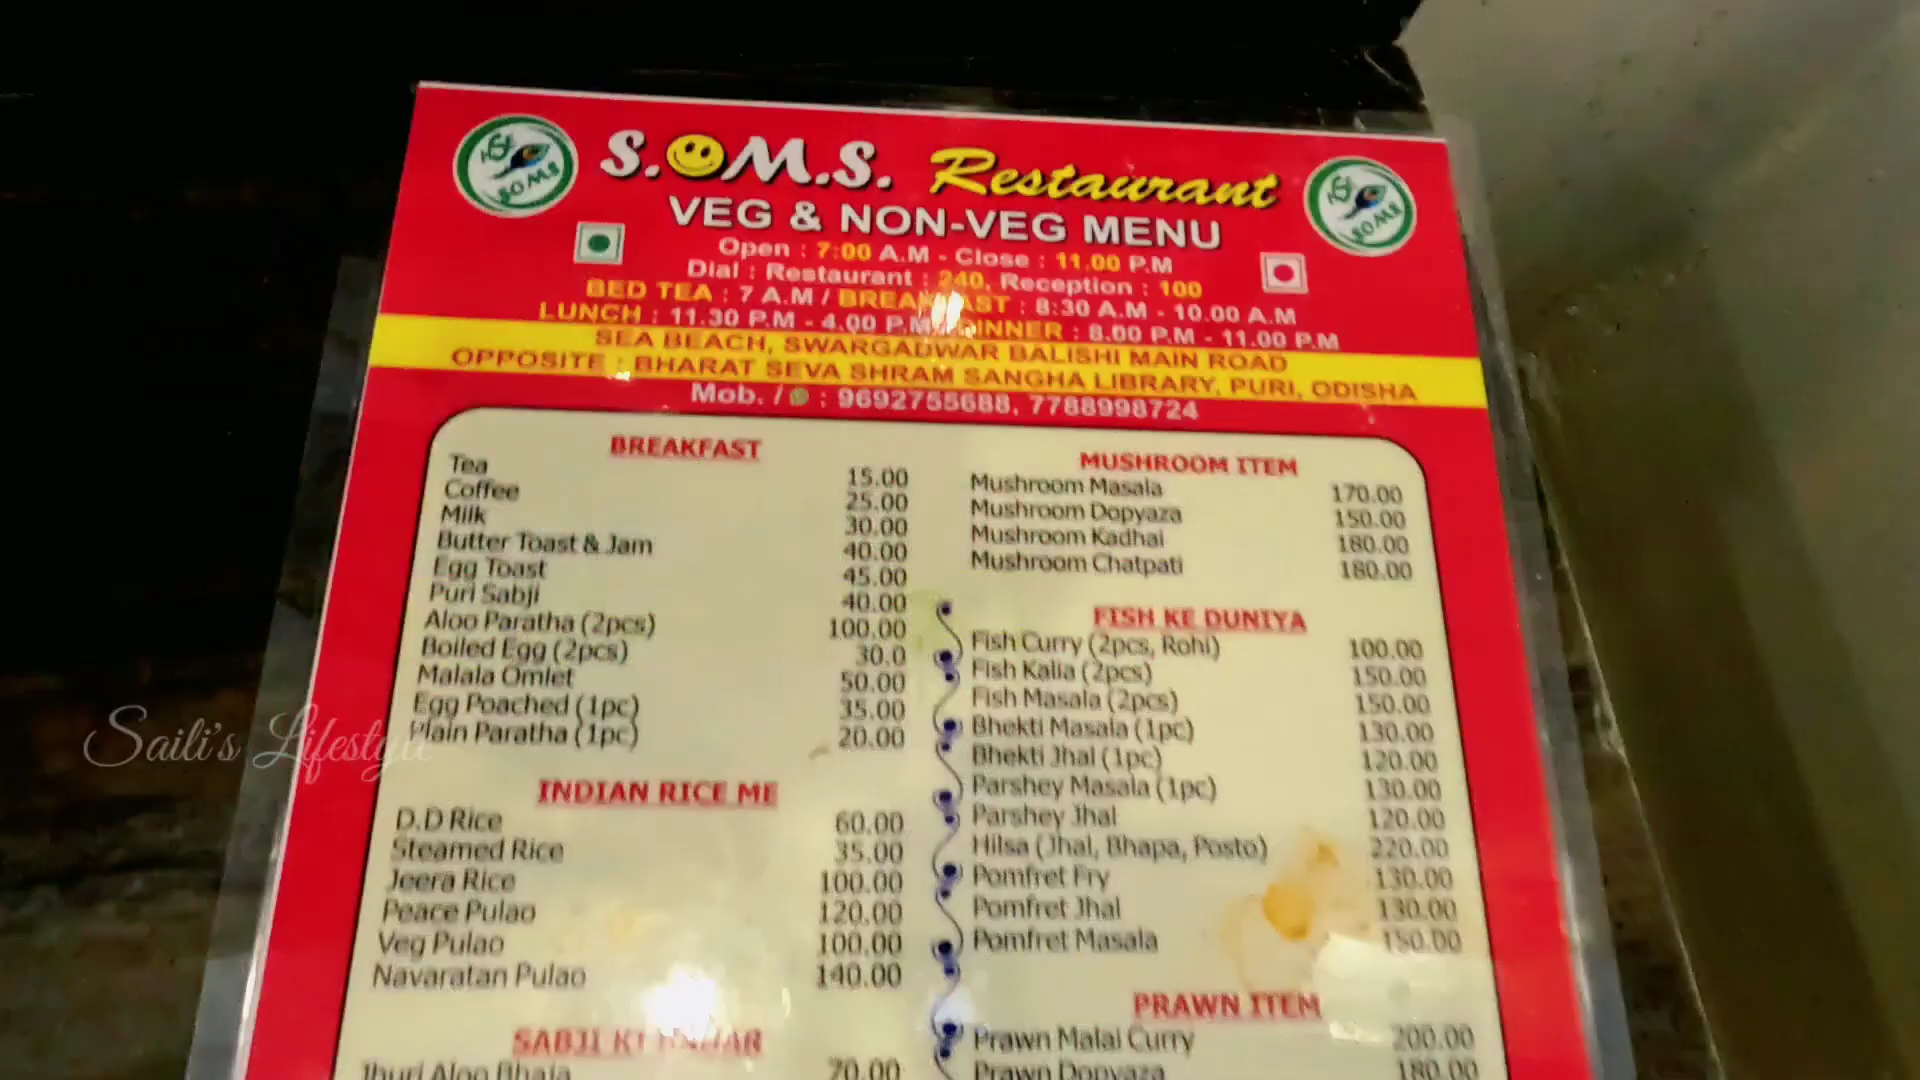 S.OM.S. Restaurant
VEG & NON-VEG MENU
Open : 7:00 A.M - Close : 11.00 P.M
Dial : Restaurant : 240, Reception : 100
BED TEA : 7 A.M / BREAKFAST : 8:30 A.M - 10.00 A.M
LUNCH : 11.30 P.M - 4.00 P.M / DINNER : 8.00 P.M - 11.00 P.M
SEA BEACH, SWARGADWAR BALISHI MAIN ROAD
OPPOSITE : BHARAT SEVA SHRAM SANGHA LIBRARY, PURI, ODISHA
Mob. / : 9692755688, 7788998724
SOMS
SOMS
BREAKFAST
Tea 15.00
Coffee 25.00
Milk 30.00
Butter Toast & Jam 40.00
Egg Toast 45.00
Puri Sabji 40.00
Aloo Paratha (2pcs) 100.00
Boiled Egg (2pcs) 30.0
Malala Omlet 50.00
Egg Poached (1pc) 35.00
Plain Paratha (1pc) 20.00
INDIAN RICE ME
D.D Rice 60.00
Steamed Rice 35.00
Jeera Rice 100.00
Peace Pulao 120.00
Veg Pulao 100.00
Navaratan Pulao 140.00
SABJI KI
Jhuri Aloo Bhaja 70.00
MUSHROOM ITEM
Mushroom Masala 170.00
Mushroom Dopyaza 150.00
Mushroom Kadhai 180.00
Mushroom Chatpati 180.00
FISH KE DUNIYA
Fish Curry (2pcs, Rohi) 100.00
Fish Kalia (2pcs) 150.00
Fish Masala (2pcs) 150.00
Bhekti Masala (1pc) 130.00
Bhekti Jhal (1pc) 120.00
Parshey Masala (1pc) 130.00
Parshey Jhal 120.00
Hilsa (Jhal, Bhapa, Posto) 220.00
Pomfret Fry 130.00
Pomfret Jhal 130.00
Pomfret Masala 150.00
PRAWN ITEM
Prawn Malai Curry 200.00
Prawn Dopyaza 180.00
Saili's Lifestyle